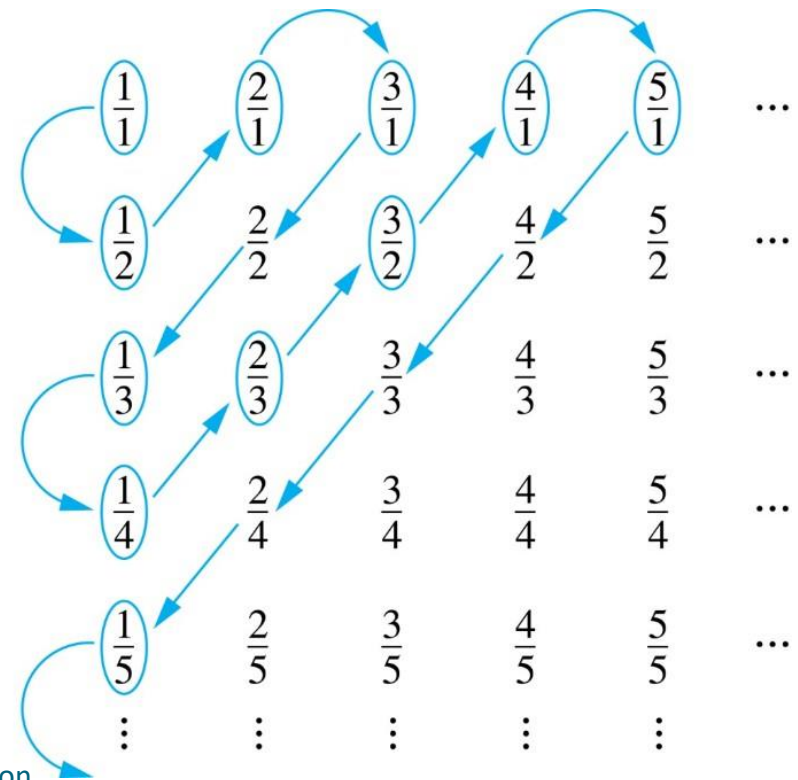 1/1 2/1 3/1 4/1 5/1 ...
1/2 2/2 3/2 4/2 5/2 ...
1/3 2/3 3/3 4/3 5/3 ...
1/4 2/4 3/4 4/4 5/4 ...
1/5 2/5 3/5 4/5 5/5 ...
⋮ ⋮ ⋮ ⋮ ⋮
on